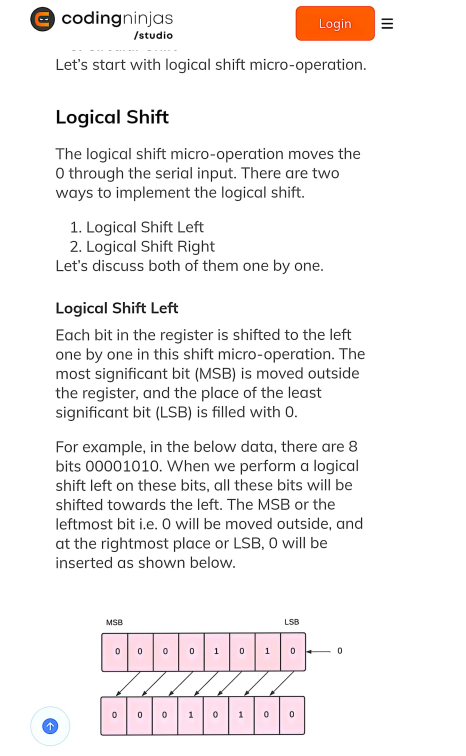 codingninjas
/studio
Login
Let's start with logical shift micro-operation.
Logical Shift
The logical shift micro-operation moves the
0 through the serial input. There are two
ways to implement the logical shift.
1. Logical Shift Left
2. Logical Shift Right
Let's discuss both of them one by one.
Logical Shift Left
Each bit in the register is shifted to the left
one by one in this shift micro-operation. The
most significant bit (MSB) is moved outside
the register, and the place of the least
significant bit (LSB) is filled with 0.
For example, in the below data, there are 8
bits 00001010. When we perform a logical
shift left on these bits, all these bits will be
shifted towards the left. The MSB or the
leftmost bit i.e. 0 will be moved outside, and
at the rightmost place or LSB, 0 will be
inserted as shown below.
MSB LSB
0 0 0 0 1 0 1 0 0
0 0 0 1 0 1 0 0